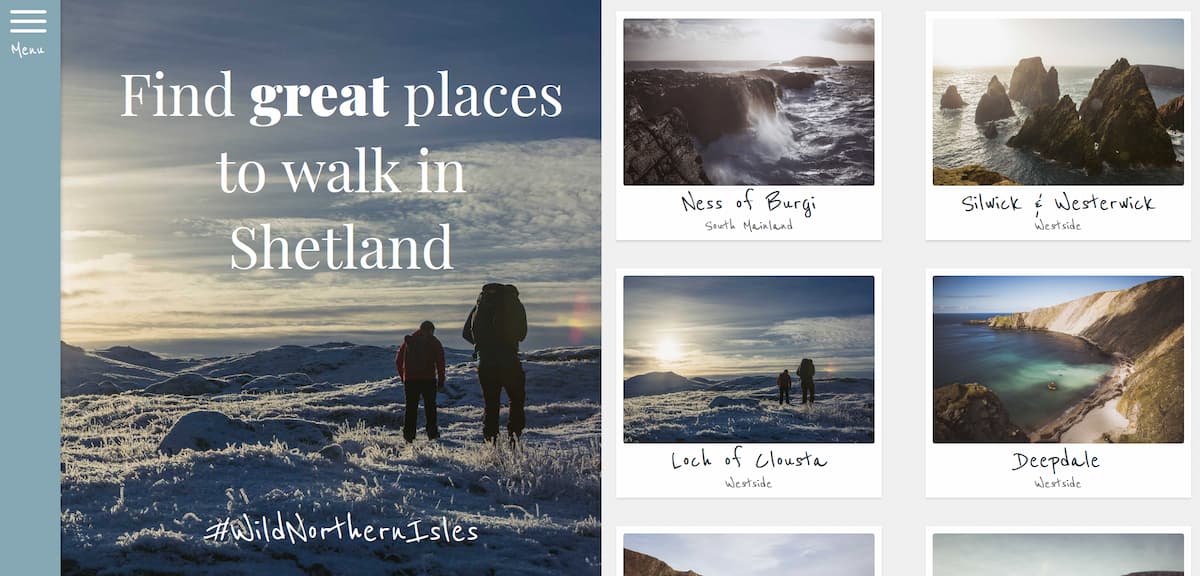 Menu
Find great places
to walk in
Shetland
#WildNorthernIsles
Ness of Burgi
South Mainland
Silwick & Westerwick
Westside
Loch of Clousta
Westside
Deepdale
Westside